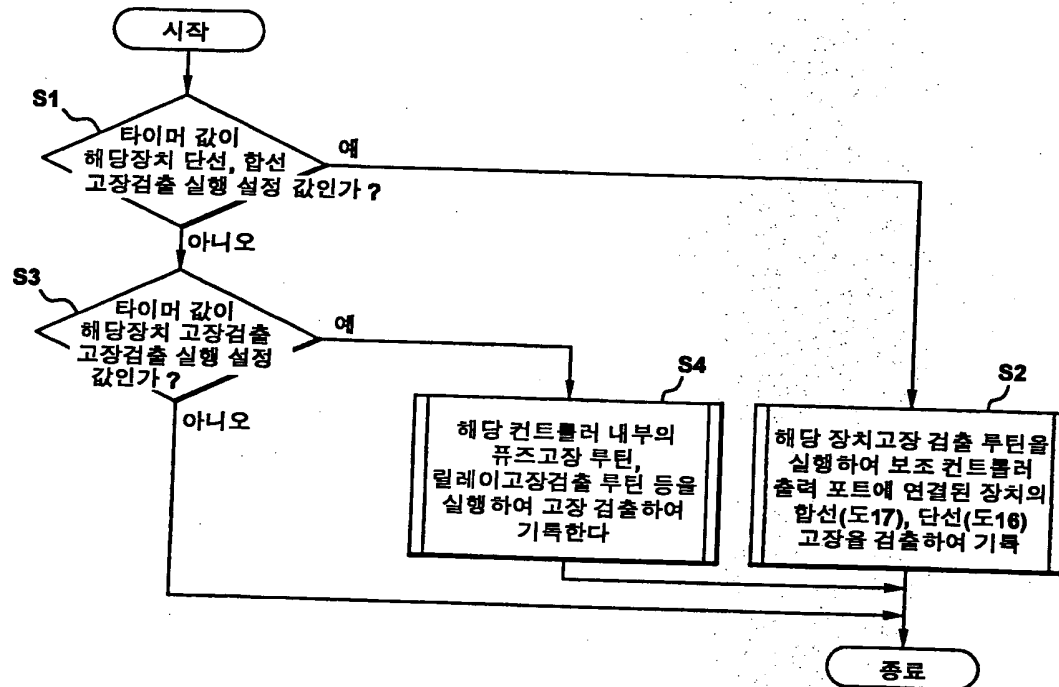 시작
S1
타이머 값이
해당장치 단선, 합선
고장검출 실행 설정 값인가 ?
예
아니오
S3
타이머 값이
해당장치 고장검출
고장검출 실행 설정
값인가 ?
예
아니오
S4
해당 컨트롤러 내부의
퓨즈고장 루틴,
릴레이고장검출 루틴 등을
실행하여 고장 검출하여
기록한다
S2
해당 장치고장 검출 루틴을
실행하여 보조 컨트롤러
출력 포트에 연결된 장치의
합선(도17), 단선(도16)
고장을 검출하여 기록
종료